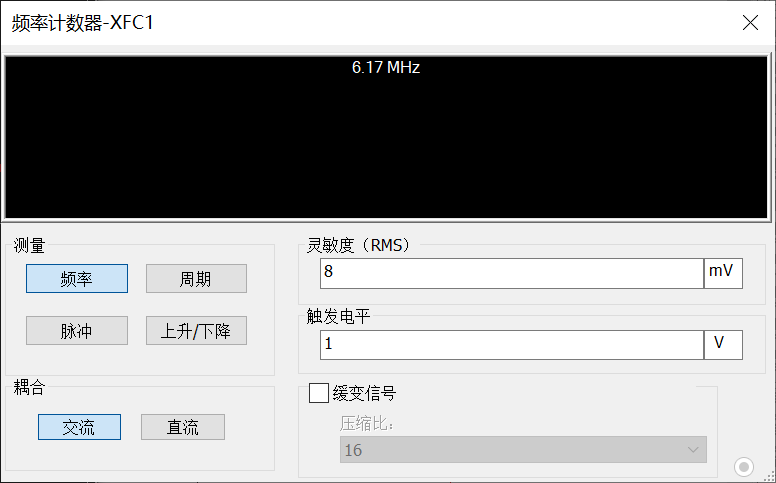 频率计数器-XFC1
6.17 MHz
测量
频率
周期
脉冲
上升/下降
耦合
交流
直流
灵敏度（RMS）
8
mV
触发电平
1
V
缓变信号
压缩比：
16